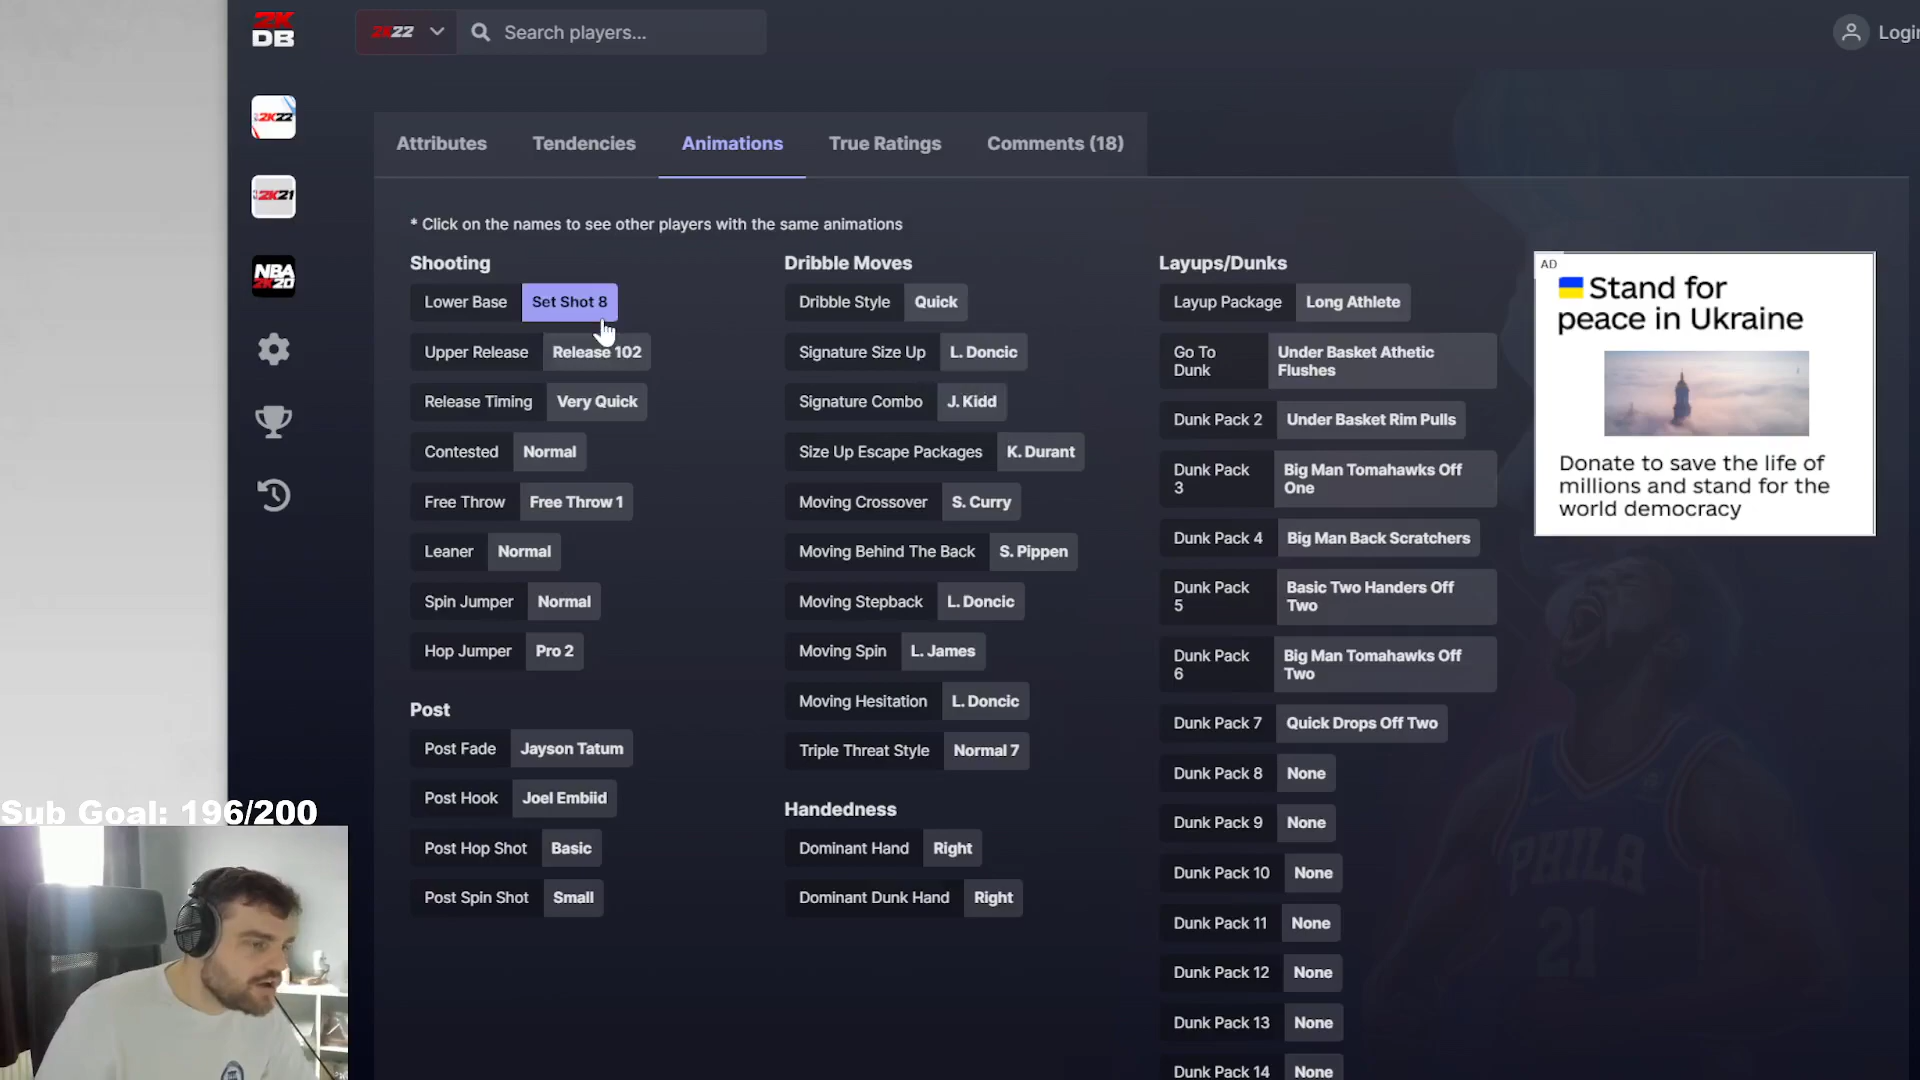 2K
DB
2K22
Search players...
Login
2K22
2K21
NBA
2K20
Attributes
Tendencies
Animations
True Ratings
Comments (18)
* Click on the names to see other players with the same animations
Shooting
Lower Base Set Shot 8
Upper Release Release 102
Release Timing Very Quick
Contested Normal
Free Throw Free Throw 1
Leaner Normal
Spin Jumper Normal
Hop Jumper Pro 2
Post
Post Fade Jayson Tatum
Post Hook Joel Embiid
Post Hop Shot Basic
Post Spin Shot Small
Dribble Moves
Dribble Style Quick
Signature Size Up L. Doncic
Signature Combo J. Kidd
Size Up Escape Packages K. Durant
Moving Crossover S. Curry
Moving Behind The Back S. Pippen
Moving Stepback L. Doncic
Moving Spin L. James
Moving Hesitation L. Doncic
Triple Threat Style Normal 7
Handedness
Dominant Hand Right
Dominant Dunk Hand Right
Layups/Dunks
Layup Package Long Athlete
Go To
Dunk
Under Basket Athetic
Flushes
Dunk Pack 2 Under Basket Rim Pulls
Dunk Pack
3
Big Man Tomahawks Off
One
Dunk Pack 4 Big Man Back Scratchers
Dunk Pack
5
Basic Two Handers Off
Two
Dunk Pack
6
Big Man Tomahawks Off
Two
Dunk Pack 7 Quick Drops Off Two
Dunk Pack 8 None
Dunk Pack 9 None
Dunk Pack 10 None
Dunk Pack 11 None
Dunk Pack 12 None
Dunk Pack 13 None
Dunk Pack 14 None
AD
Stand for
peace in Ukraine
Donate to save the life of
millions and stand for the
world democracy
PHILA
21
Sub Goal: 196/200